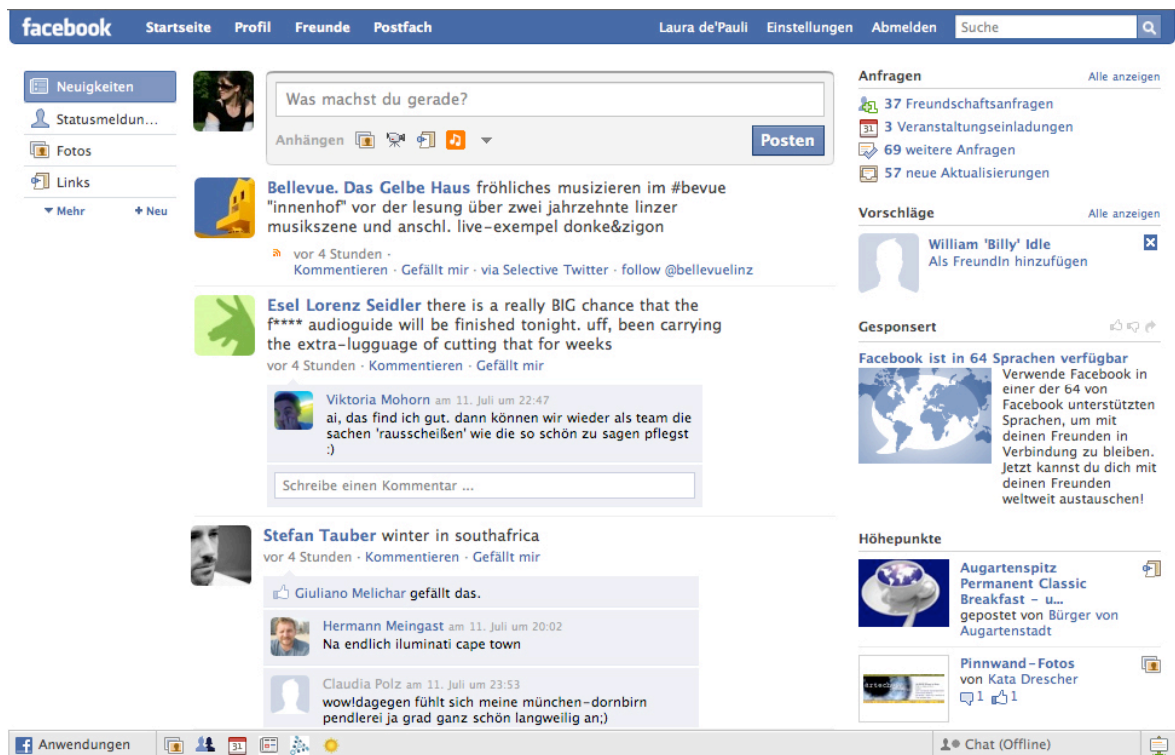 facebook Startseite Profil Freunde Postfach Laura de'Pauli Einstellungen Abmelden Suche
Neuigkeiten
Statusmeldun...
Fotos
Links
Mehr + Neu
Was machst du gerade?
Anhängen Posten
Bellevue. Das Gelbe Haus fröhliches musizieren im #bevue
"innenhof" vor der lesung über zwei jahrzehnte linzer
musikszene und anschl. live-exempel donke&zigon
vor 4 Stunden ·
Kommentieren · Gefällt mir · via Selective Twitter · follow @bellevuelinz
Esel Lorenz Seidler there is a really BIG chance that the
f**** audioguide will be finished tonight. uff, been carrying
the extra-lugguage of cutting that for weeks
vor 4 Stunden · Kommentieren · Gefällt mir
Viktoria Mohorn am 11. Juli um 22:47
ai, das find ich gut. dann können wir wieder als team die
sachen 'rausscheißen' wie die so schön zu sagen pflegst
:)
Schreibe einen Kommentar ...
Stefan Tauber winter in southafrica
vor 4 Stunden · Kommentieren · Gefällt mir
Giuliano Melichar gefällt das.
Hermann Meingast am 11. Juli um 20:02
Na endlich iluminati cape town
Claudia Polz am 11. Juli um 23:53
wow!dagegen fühlt sich meine münchen-dornbirn
pendlerei ja grad ganz schön langweilig an;)
Anfragen Alle anzeigen
37 Freundschaftsanfragen
31
3 Veranstaltungseinladungen
69 weitere Anfragen
57 neue Aktualisierungen
Vorschläge Alle anzeigen
William 'Billy' Idle
Als FreundIn hinzufügen
Gesponsert
Facebook ist in 64 Sprachen verfügbar
Verwende Facebook in
einer der 64 von
Facebook unterstützten
Sprachen, um mit
deinen Freunden in
Verbindung zu bleiben.
Jetzt kannst du dich mit
deinen Freunden
weltweit austauschen!
Höhepunkte
Augartenspitz
Permanent Classic
Breakfast - u...
gepostet von Bürger von
Augartenstadt
Pinnwand-Fotos
von Kata Drescher
1 1
Anwendungen 31 Chat (Offline)